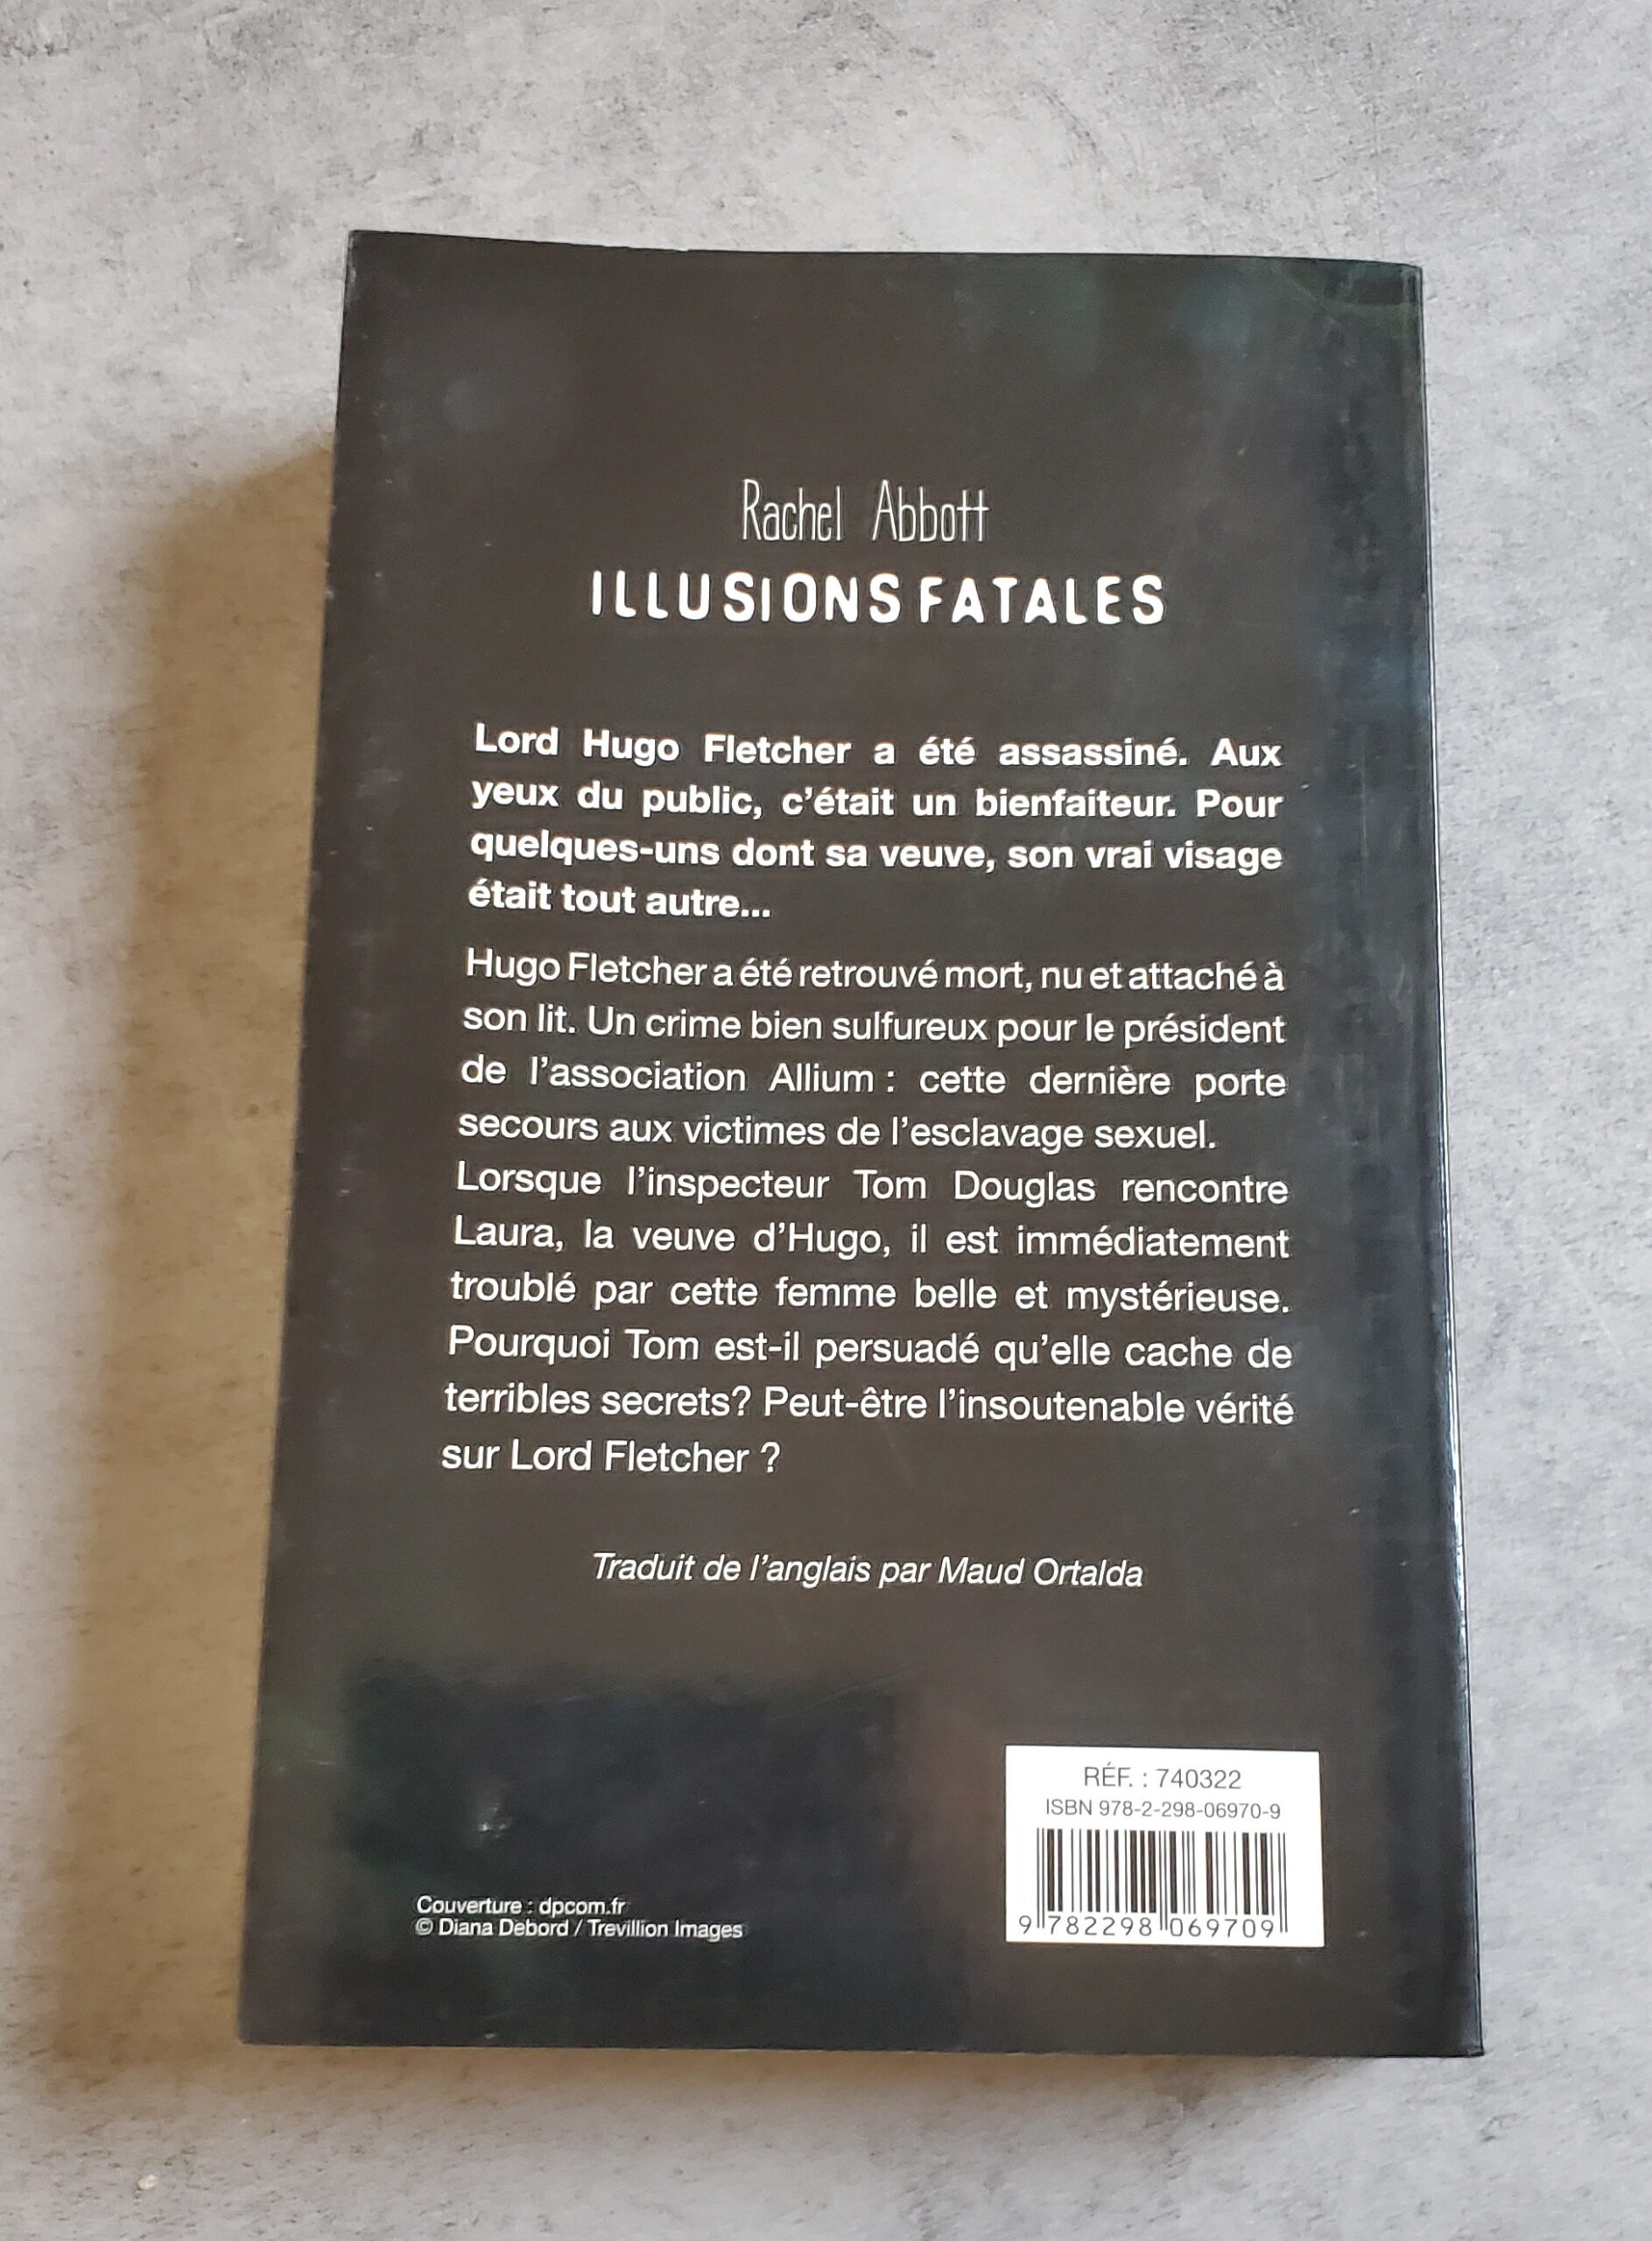 Rachel Abbott
ILLUSIONS FATALES
Lord Hugo Fletcher a été assassiné. Aux
yeux du public, c'était un bienfaiteur. Pour
quelques-uns dont sa veuve, son vrai visage
était tout autre...
Hugo Fletcher a été retrouvé mort, nu et attaché à
son lit. Un crime bien sulfureux pour le président
de l'association Allium : cette dernière porte
secours aux victimes de l'esclavage sexuel.
Lorsque l'inspecteur Tom Douglas rencontre
Laura, la veuve d'Hugo, il est immédiatement
troublé par cette femme belle et mystérieuse.
Pourquoi Tom est-il persuadé qu'elle cache de
terribles secrets? Peut-être l'insoutenable vérité
sur Lord Fletcher ?
Traduit de l'anglais par Maud Ortalda
RÉF. : 740322
ISBN 978-2-298-06970-9
9 782298 069709
Couverture : dpcom.fr
© Diana Debord / Trevillion Images